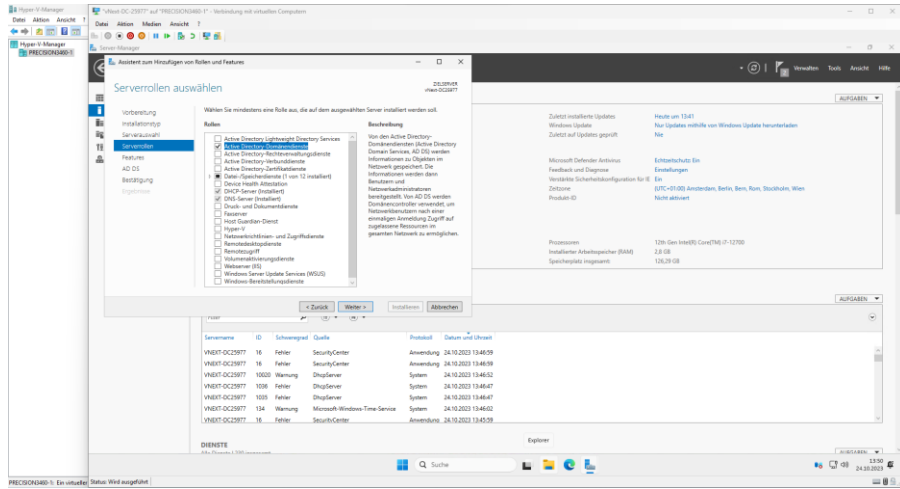 Hyper-V-Manager
Datei Aktion Ansicht ?
Hyper-V-Manager
PRECISION3460-1
PRECISION3460-1: Ein virtueller
"vNext-DC-25977" auf "PRECISION3460-1" - Verbindung mit virtuellen Computern
Datei Aktion Medien Ansicht ?
Server-Manager
Verwalten Tools Ansicht Hilfe
Assistent zum Hinzufügen von Rollen und Features
Serverrollen auswählen
ZIELSERVER
vNext-DC25977
Vorbereitung
Installationstyp
Serverauswahl
Serverrollen
Features
AD DS
Bestätigung
Ergebnisse
Wählen Sie mindestens eine Rolle aus, die auf dem ausgewählten Server installiert werden soll.
Rollen
Active Directory Lightweight Directory Services
Active Directory-Domänendienste
Active Directory-Rechteverwaltungsdienste
Active Directory-Verbunddienste
Active Directory-Zertifikatdienste
Datei-/Speicherdienste (1 von 12 installiert)
Device Health Attestation
DHCP-Server (Installiert)
DNS-Server (Installiert)
Druck- und Dokumentdienste
Faxserver
Host Guardian-Dienst
Hyper-V
Netzwerkrichtlinien- und Zugriffsdienste
Remotedesktopdienste
Remotezugriff
Volumenaktivierungsdienste
Webserver (IIS)
Windows Server Update Services (WSUS)
Windows-Bereitstellungsdienste
Beschreibung
Von den Active Directory-
Domänendiensten (Active Directory
Domain Services, AD DS) werden
Informationen zu Objekten im
Netzwerk gespeichert. Die
Informationen werden dann
Benutzern und
Netzwerkadministratoren
bereitgestellt. Von AD DS werden
Domänencontroller verwendet, um
Netzwerkbenutzern nach einer
einmaligen Anmeldung Zugriff auf
zugelassene Ressourcen im
gesamten Netzwerk zu ermöglichen.
< Zurück Weiter > Installieren Abbrechen
AUFGABEN
Zuletzt installierte Updates Heute um 13:41
Windows Update Nur Updates mithilfe von Windows Update herunterladen
Zuletzt auf Updates geprüft Nie
Microsoft Defender Antivirus Echtzeitschutz: Ein
Feedback und Diagnose Einstellungen
Verstärkte Sicherheitskonfiguration für IE Ein
Zeitzone (UTC+01:00) Amsterdam, Berlin, Bern, Rom, Stockholm, Wien
Produkt-ID Nicht aktiviert
Prozessoren 12th Gen Intel(R) Core(TM) i7-12700
Installierter Arbeitsspeicher (RAM) 2,8 GB
Speicherplatz insgesamt 126,29 GB
AUFGABEN
Filter
Servername ID Schweregrad Quelle Protokoll Datum und Uhrzeit
VNEXT-DC25977 16 Fehler SecurityCenter Anwendung 24.10.2023 13:46:59
VNEXT-DC25977 16 Fehler SecurityCenter Anwendung 24.10.2023 13:46:59
VNEXT-DC25977 10020 Warnung DhcpServer System 24.10.2023 13:46:52
VNEXT-DC25977 1036 Fehler DhcpServer System 24.10.2023 13:46:47
VNEXT-DC25977 1035 Fehler DhcpServer System 24.10.2023 13:46:47
VNEXT-DC25977 134 Warnung Microsoft-Windows-Time-Service System 24.10.2023 13:46:02
VNEXT-DC25977 16 Fehler SecurityCenter Anwendung 24.10.2023 13:45:59
DIENSTE
AUFGABEN
Explorer
Suche
13:50
24.10.2023
Status: Wird ausgeführt